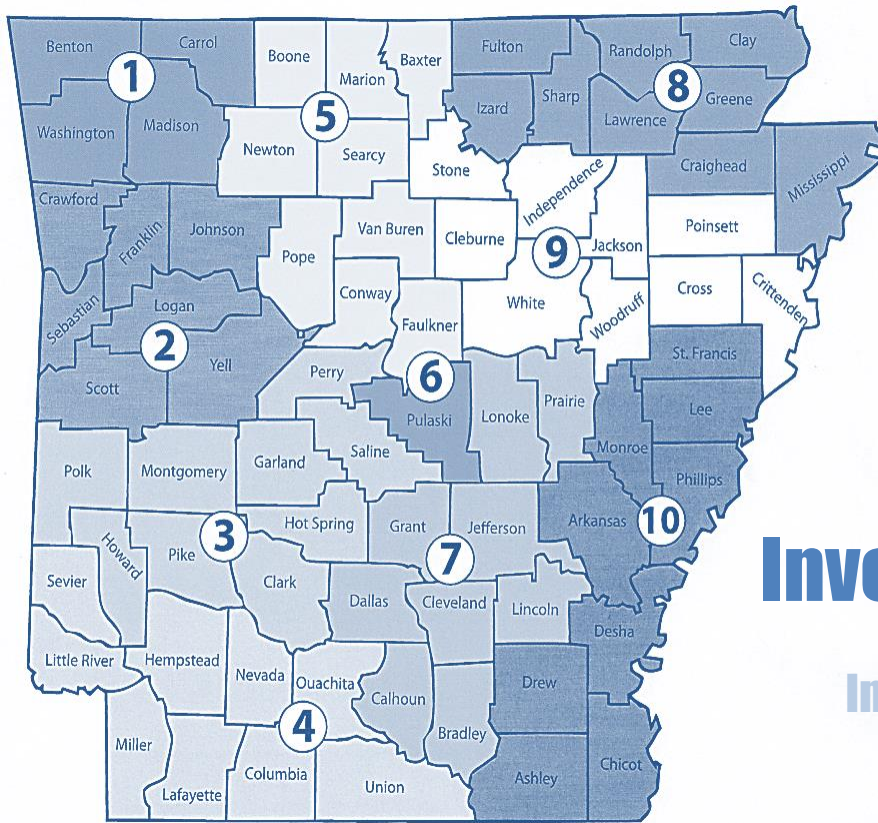 Benton
Carrol
Boone
Marion
Baxter
Fulton
Randolph
Clay
1
8
5
Washington
Madison
Newton
Searcy
Stone
Izard
Sharp
Lawrence
Greene
Crawford
Franklin
Johnson
Pope
Van Buren
Cleburne
Independence
Jackson
Craighead
Mississippi
Poinsett
9
Sebastian
Logan
Conway
Faulkner
White
Woodruff
Cross
Crittenden
2
6
Scott
Yell
Perry
Pulaski
Lonoke
Prairie
St. Francis
Lee
Monroe
Phillips
Polk
Montgomery
Garland
Saline
3
Howard
Pike
Hot Spring
Grant
Jefferson
Arkansas
10
7
Inve
Sevier
Clark
Dallas
Cleveland
Lincoln
Desha
Little River
Hempstead
Nevada
Ouachita
Calhoun
Bradley
Drew
In
4
Miller
Lafayette
Columbia
Union
Ashley
Chicot